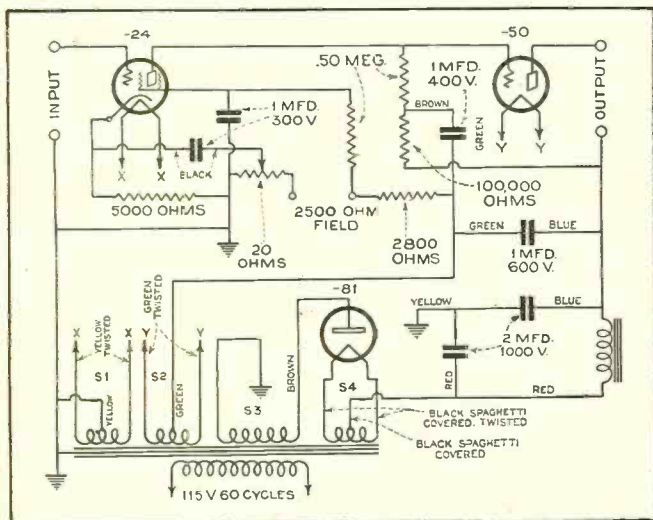 -24
-50
INPUT
.50 MEG.
1 MFD.
400 V.
OUTPUT
BROWN
GREEN
1 MFD.
300 V
X
X
BLACK
Y
Y
5000 OHMS
20
OHMS
2500 OHM
FIELD
2800
OHMS
100,000
OHMS
GREEN
BLUE
1 MFD.
600 V.
-81
YELLOW
BLUE
2 MFD.
1000 V.
RED
RED
X
YELLOW
TWISTED
X
Y
GREEN
TWISTED
Y
S1
YELLOW
S2
GREEN
S3
BROWN
S4
BLACK SPAGHETTI
COVERED, TWISTED
BLACK SPAGHETTI
COVERED
115 V 60 CYCLES